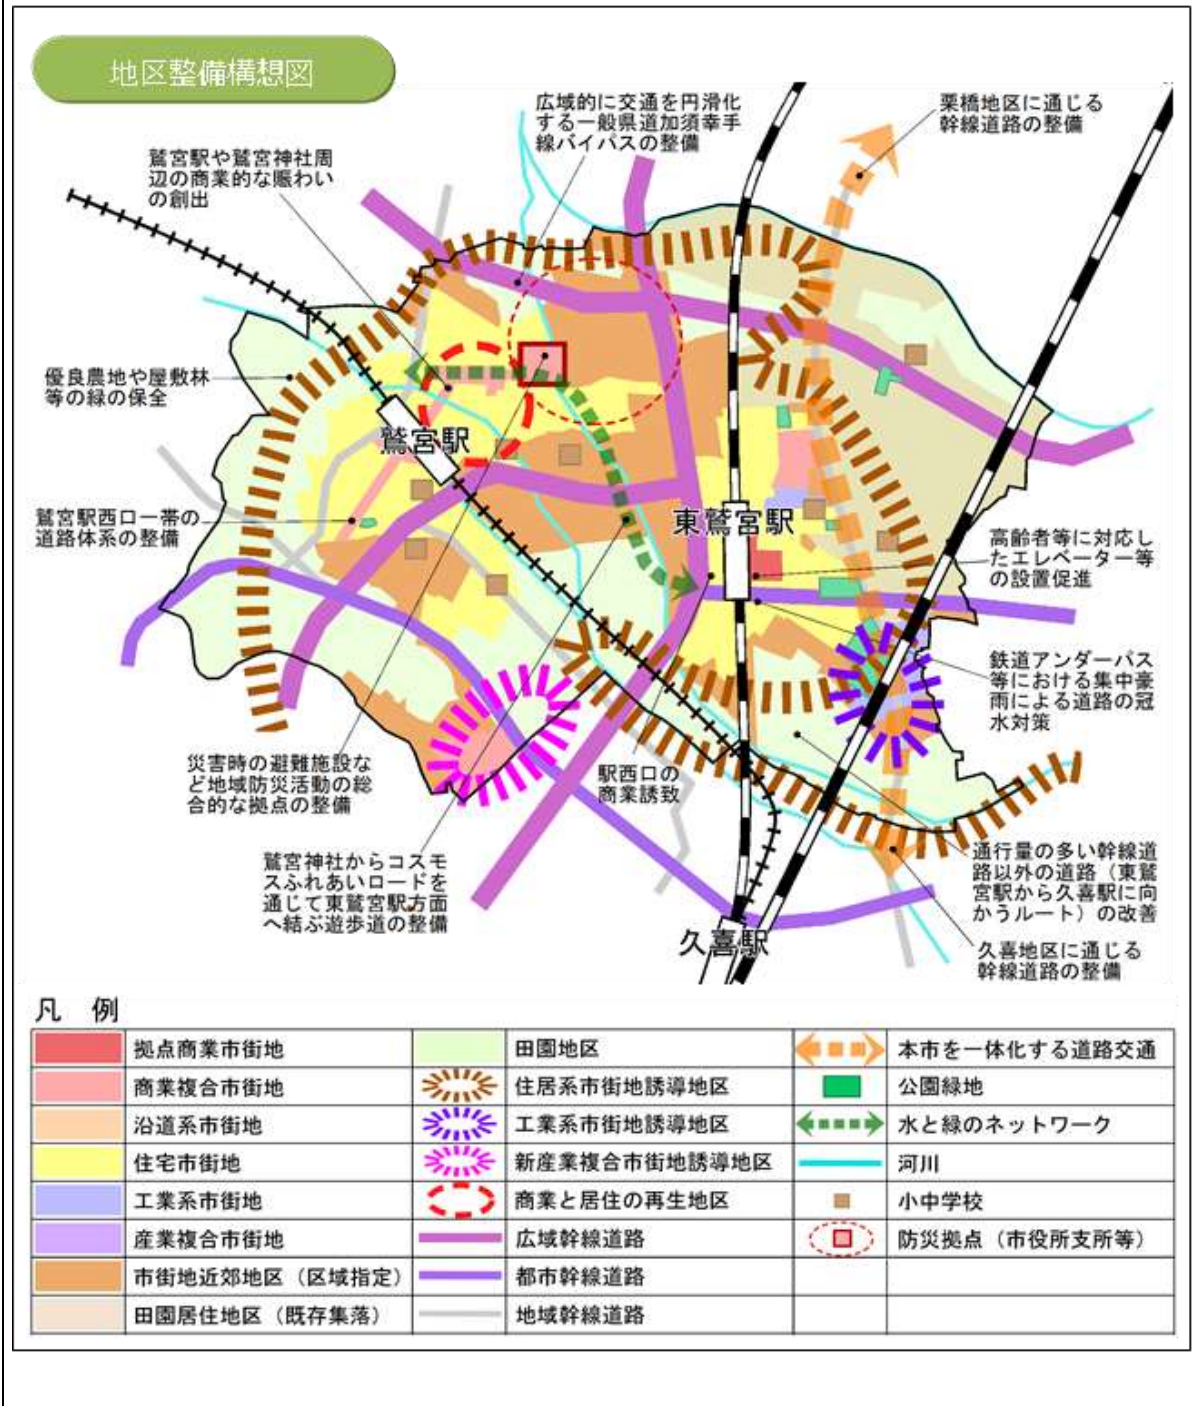 地区整備構想図
広域的に交通を円滑化
する一般県道加須幸手
線バイパスの整備
栗橋地区に通じる
幹線道路の整備
鷲宮駅や鷲宮神社周
辺の商業的な賑わい
の創出
優良農地や屋敷林
等の緑の保全
鷲宮駅
鷲宮駅西口一帯の
道路体系の整備
東鷲宮駅
高齢者等に対応し
たエレベーター等
の設置促進
鉄道アンダーパス
等における集中豪
雨による道路の冠
水対策
災害時の避難施設な
ど地域防災活動の総
合的な拠点の整備
駅西口の
商業誘致
鷲宮神社からコスモ
スふれあいロードを
通じて東鷲宮駅方面
へ結ぶ遊歩道の整備
通行量の多い幹線道
路以外の道路（東鷲
宮駅から久喜駅に向
かうルート）の改善
久喜駅
久喜地区に通じる
幹線道路の整備
凡 例
拠点商業市街地
田園地区
本市を一体化する道路交通
商業複合市街地
住居系市街地誘導地区
公園緑地
沿道系市街地
工業系市街地誘導地区
水と緑のネットワーク
住宅市街地
新産業複合市街地誘導地区
河川
工業系市街地
商業と居住の再生地区
小中学校
産業複合市街地
広域幹線道路
防災拠点（市役所支所等）
市街地近郊地区（区域指定）
都市幹線道路
田園居住地区（既存集落）
地域幹線道路